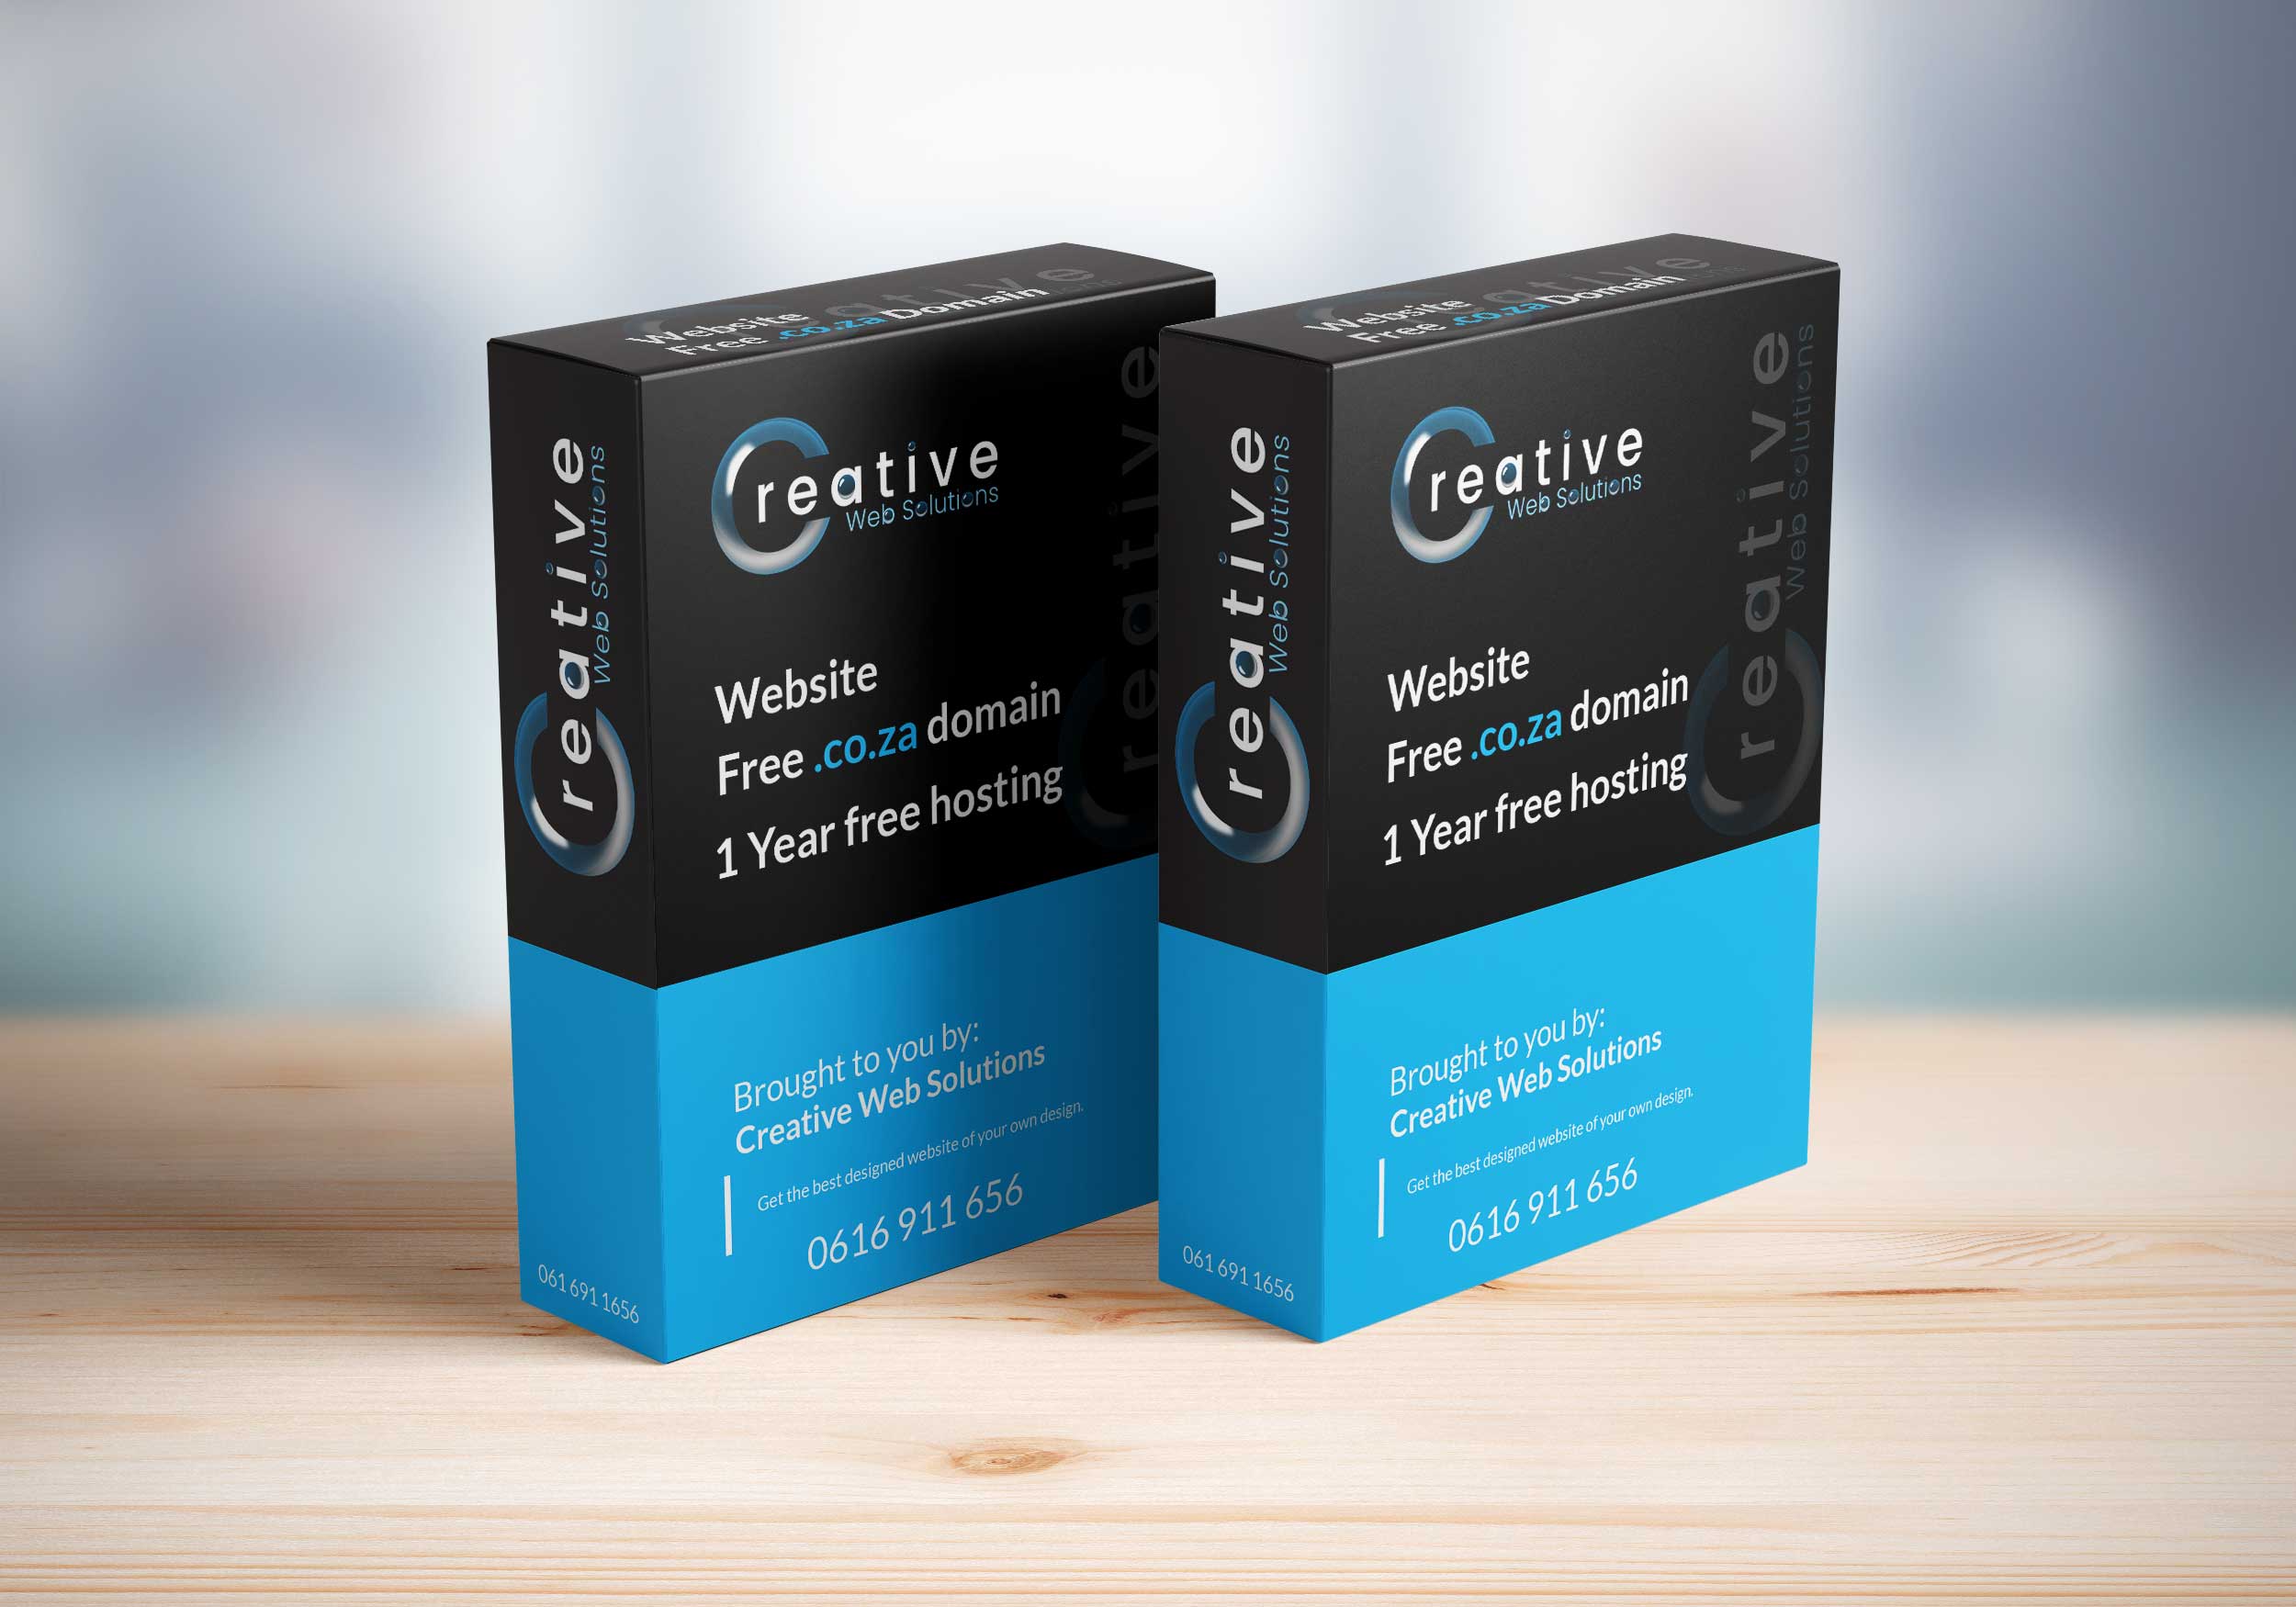 Website
Free .co.za Domain
Creative
Web Solutions
Creative
Web Solutions
Website
Free .co.za domain
1 Year free hosting
Creative
Brought to you by:
Creative Web Solutions
Get the best designed website of your own design.
0616 911 656
061 691 1656
Website
Free .co.za Domain
Creative
Web Solutions
Creative
Web Solutions
Website
Free .co.za domain
1 Year free hosting
Creative
Web Solutions
Brought to you by:
Creative Web Solutions
Get the best designed website of your own design.
0616 911 656
061 691 1656